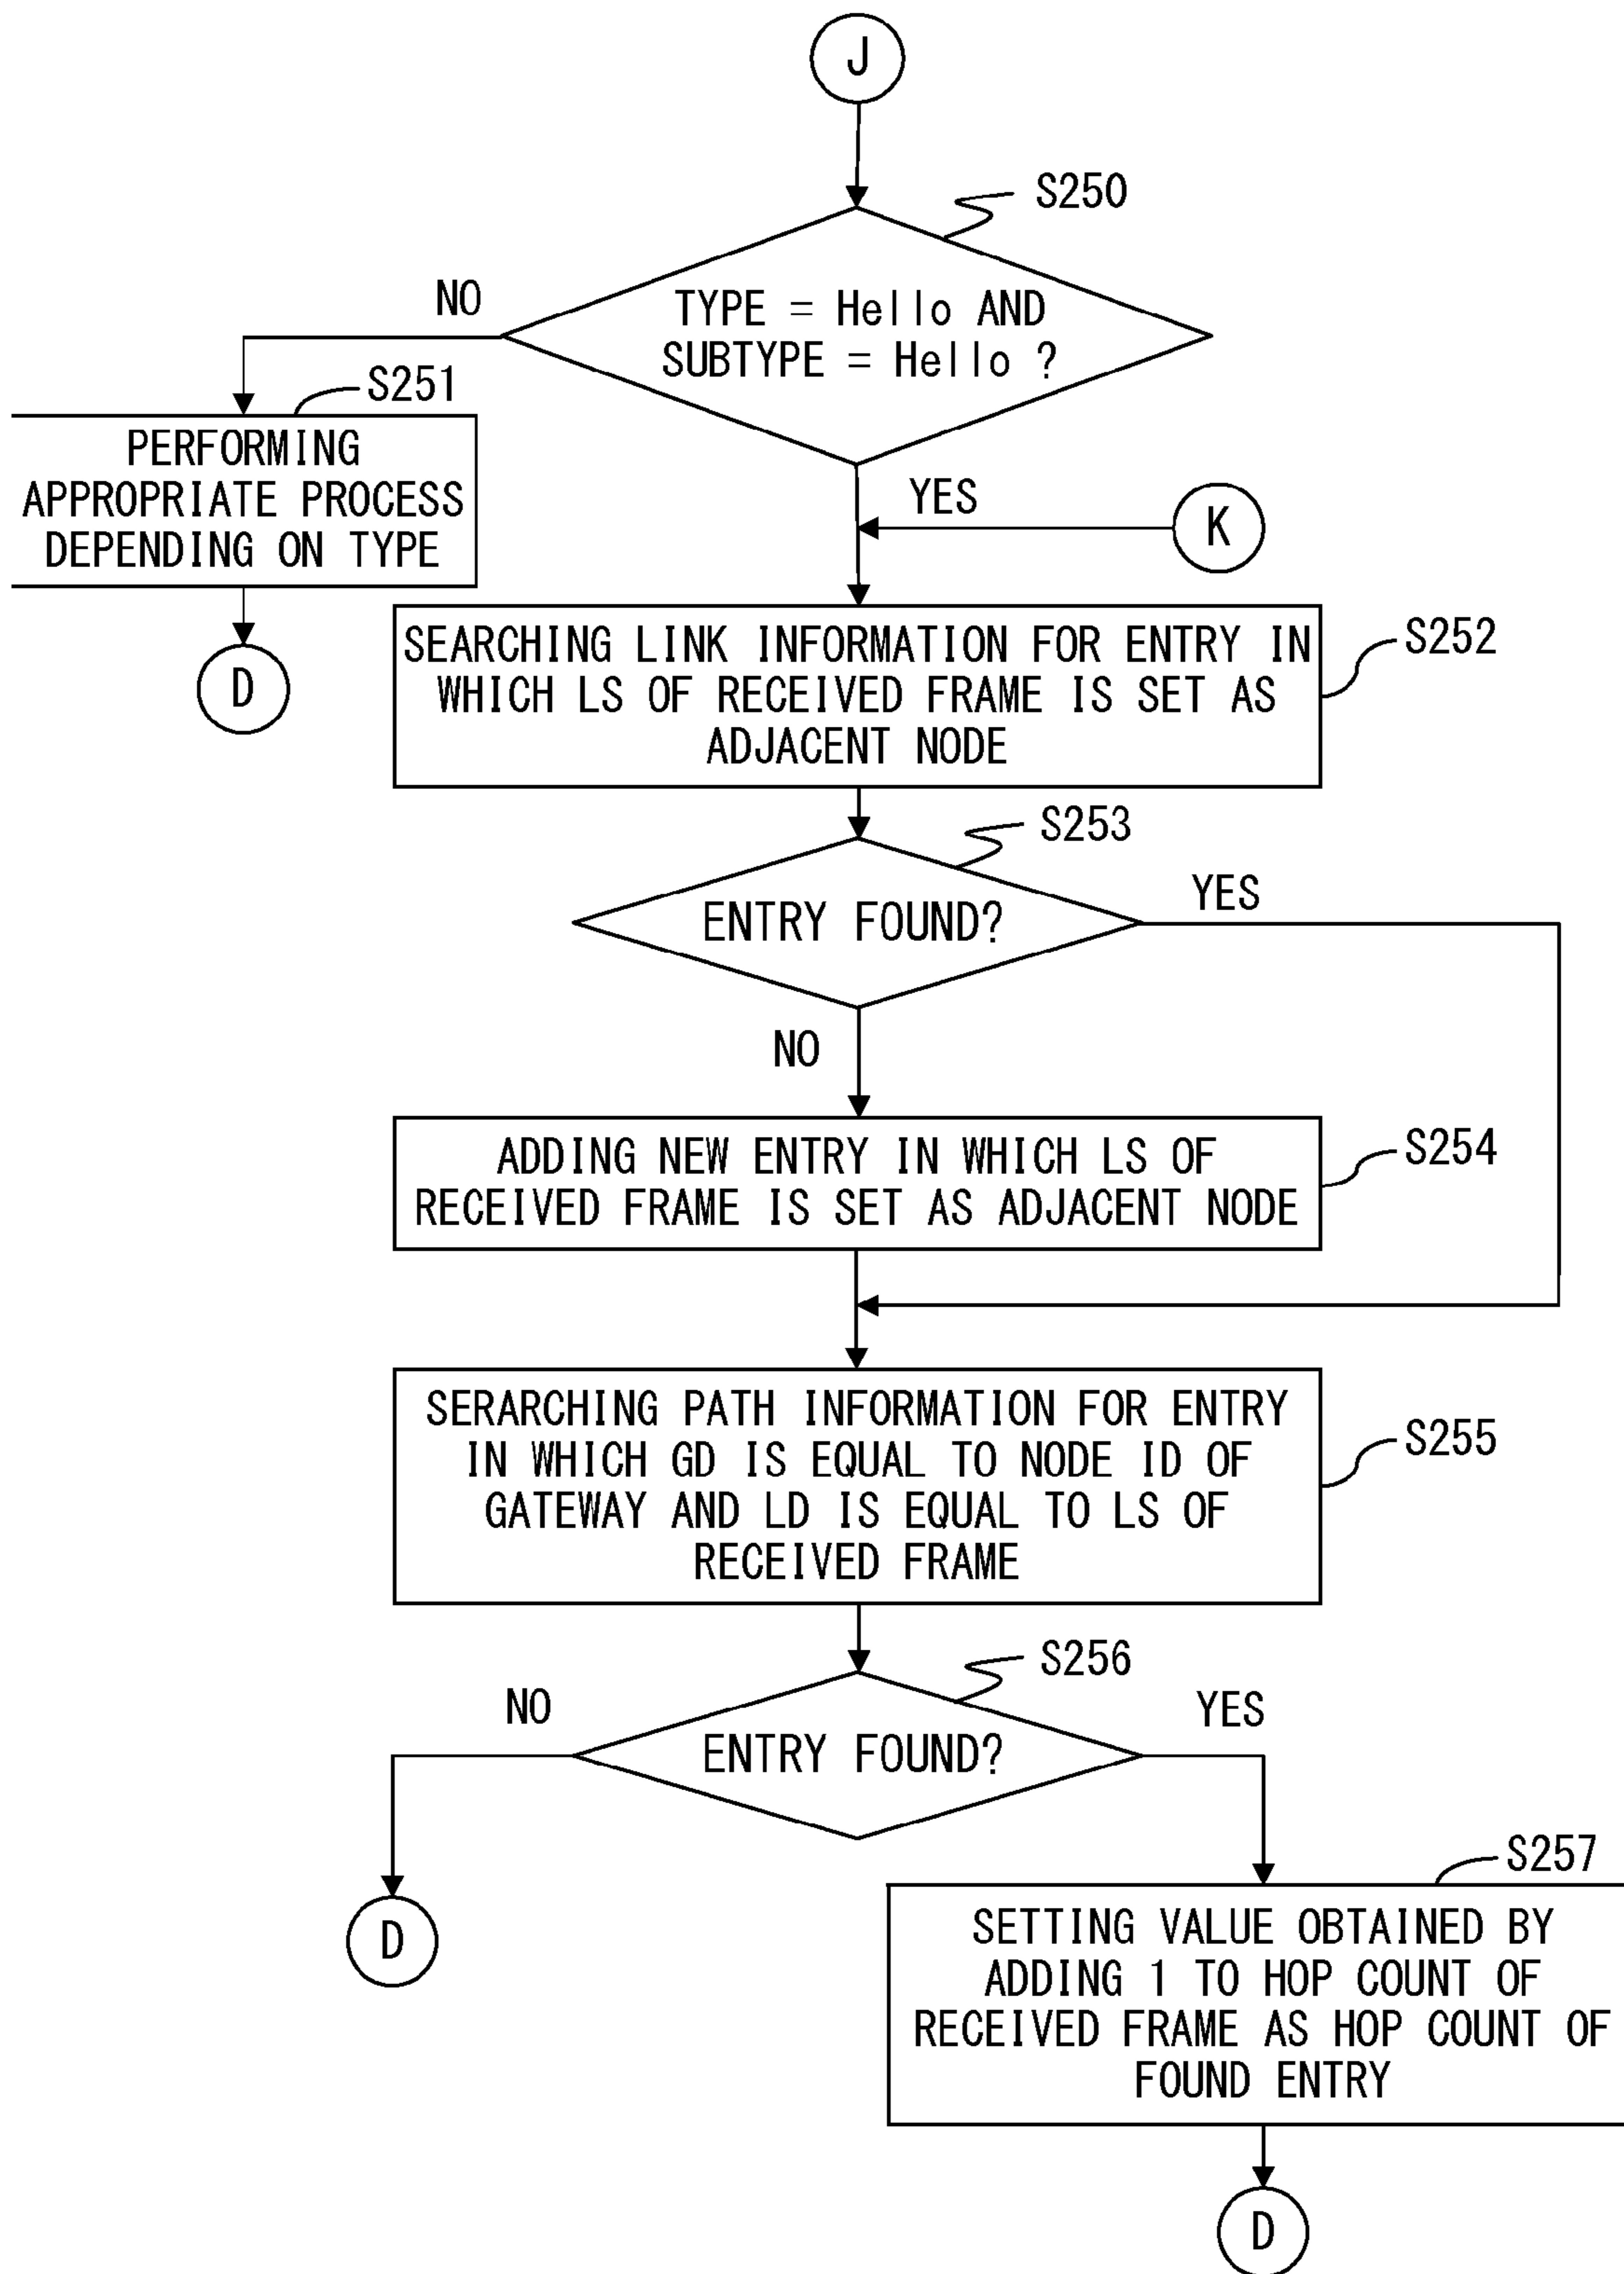 J
S250
NO
TYPE = Hello AND
SUBTYPE = Hello ?
S251
PERFORMING
APPROPRIATE PROCESS
DEPENDING ON TYPE
YES
K
D
SEARCHING LINK INFORMATION FOR ENTRY IN
WHICH LS OF RECEIVED FRAME IS SET AS
ADJACENT NODE
S252
S253
ENTRY FOUND?
YES
NO
ADDING NEW ENTRY IN WHICH LS OF
RECEIVED FRAME IS SET AS ADJACENT NODE
S254
SERARCHING PATH INFORMATION FOR ENTRY
IN WHICH GD IS EQUAL TO NODE ID OF
GATEWAY AND LD IS EQUAL TO LS OF
RECEIVED FRAME
S255
S256
NO
ENTRY FOUND?
YES
D
S257
SETTING VALUE OBTAINED BY
ADDING 1 TO HOP COUNT OF
RECEIVED FRAME AS HOP COUNT OF
FOUND ENTRY
D